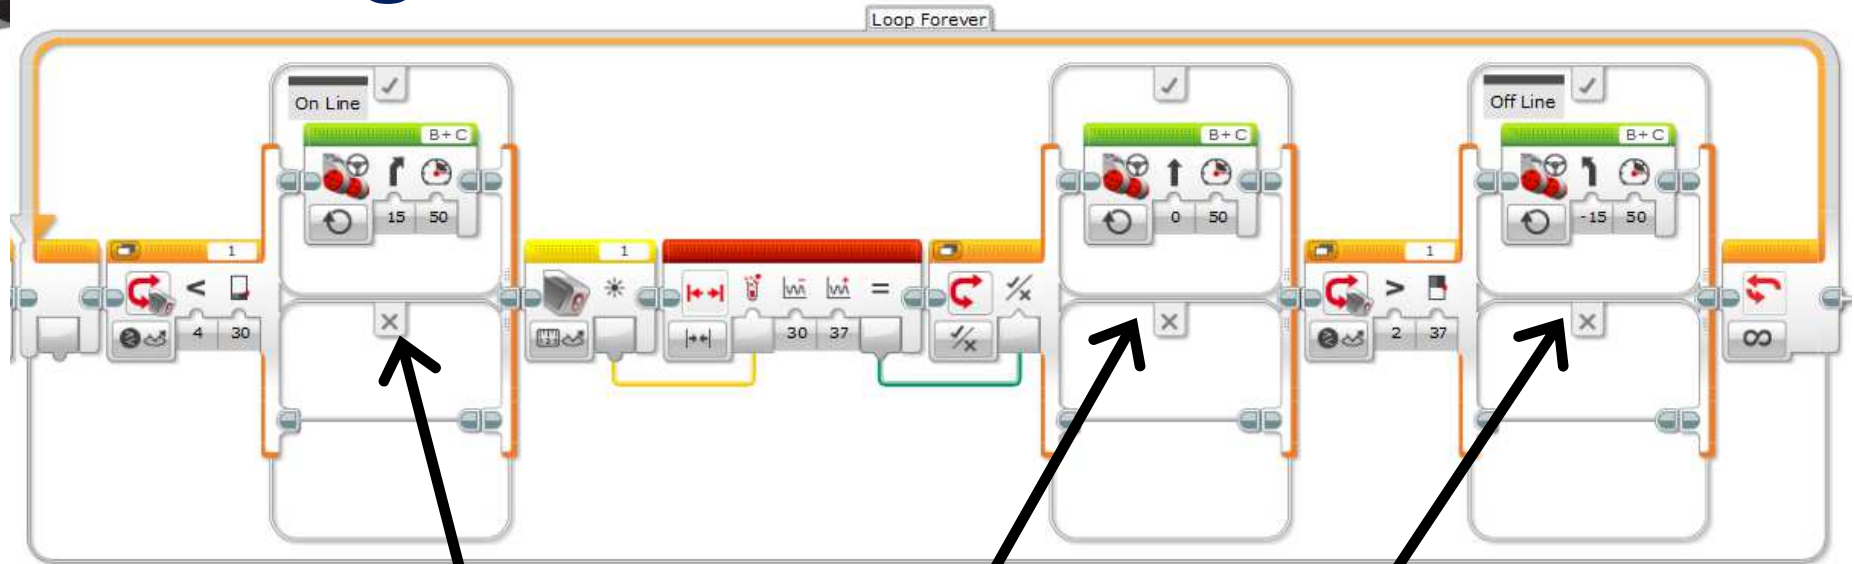 Loop Forever
On Line
B+C
15 50
1
< 
4 30
1
30 37
=
B+C
0 50
1
>
2 37
Off Line
B+C
-15 50